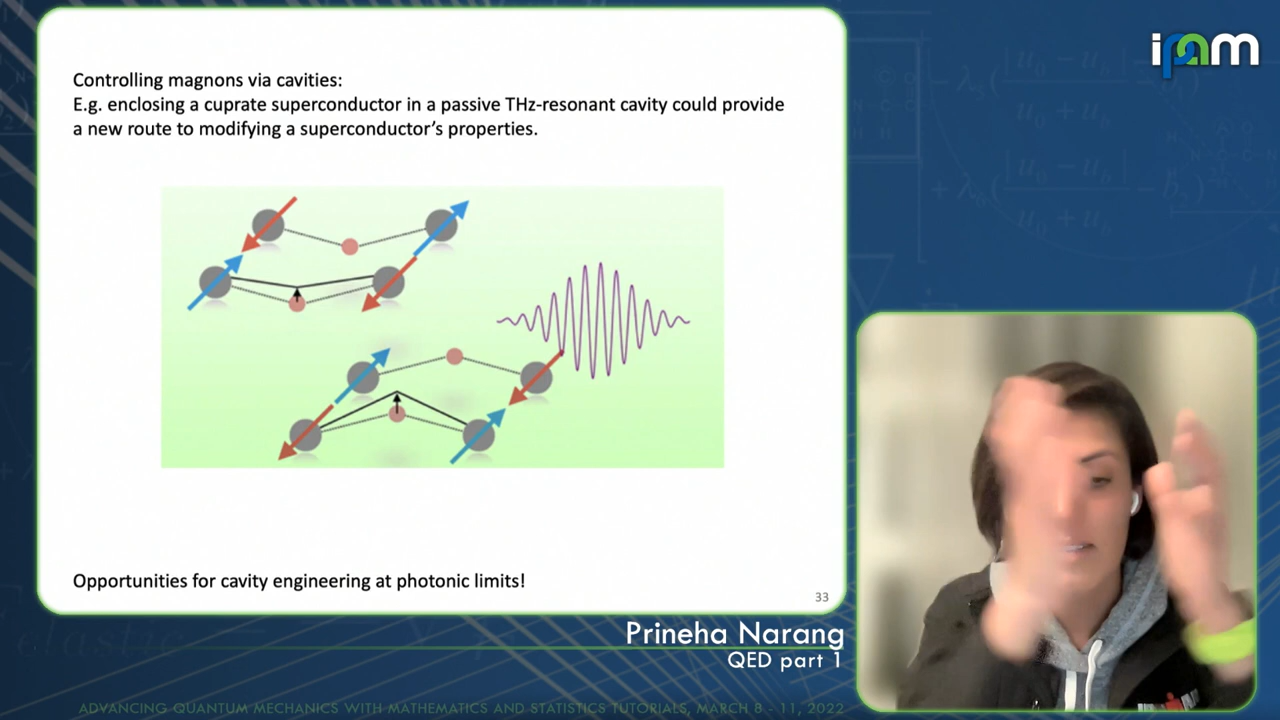 ipam
Controlling magnons via cavities:
E.g. enclosing a cuprate superconductor in a passive THz-resonant cavity could provide
a new route to modifying a superconductor's properties.
Opportunities for cavity engineering at photonic limits!
33
Prineha Narang
QED part 1
ADVANCING QUANTUM MECHANICS WITH MATHEMATICS AND STATISTICS TUTORIALS, MARCH 8 - 11, 2022